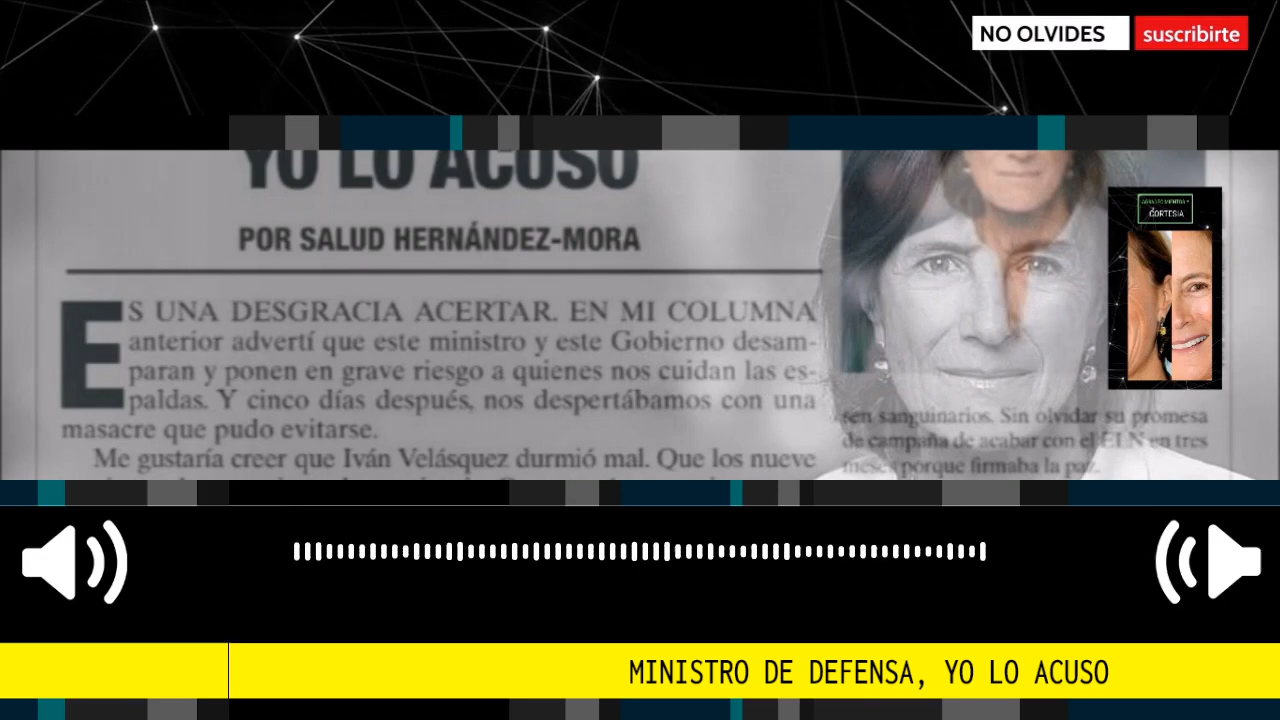 NO OLVIDES
suscribirte
YO LO ACUSO
POR SALUD HERNÁNDEZ-MORA
ES UNA DESGRACIA ACERTAR. EN MI COLUMNA
anterior advertí que este ministro y este Gobierno desam-
paran y ponen en grave riesgo a quienes nos cuidan las es-
paldas. Y cinco días después, nos despertábamos con una
masacre que pudo evitarse.
Me gustaría creer que Iván Velásquez durmió mal. Que los nueve
sen sanguinarios. Sin olvidar su promesa
de campaña de acabar con el ELN en tres
meses porque firmaba la paz.
AGRADECIMIENTOS Y
CORTESIA
MINISTRO DE DEFENSA, YO LO ACUSO